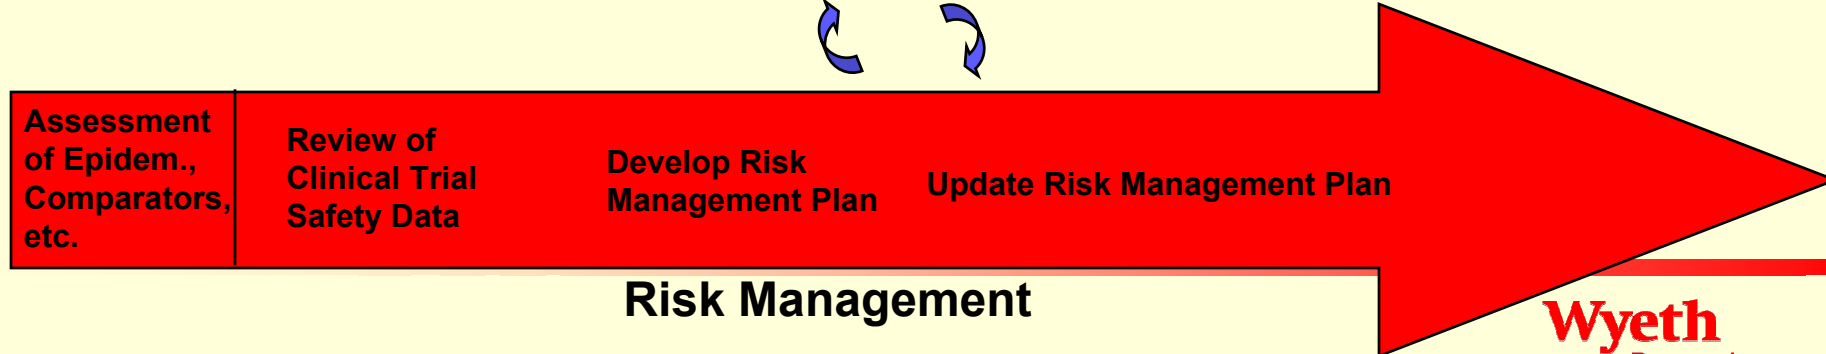 Assessment
of Epidem.,
Comparators,
etc.
Review of
Clinical Trial
Safety Data
Develop Risk
Management Plan
Update Risk Management Plan
Risk Management
Wyeth